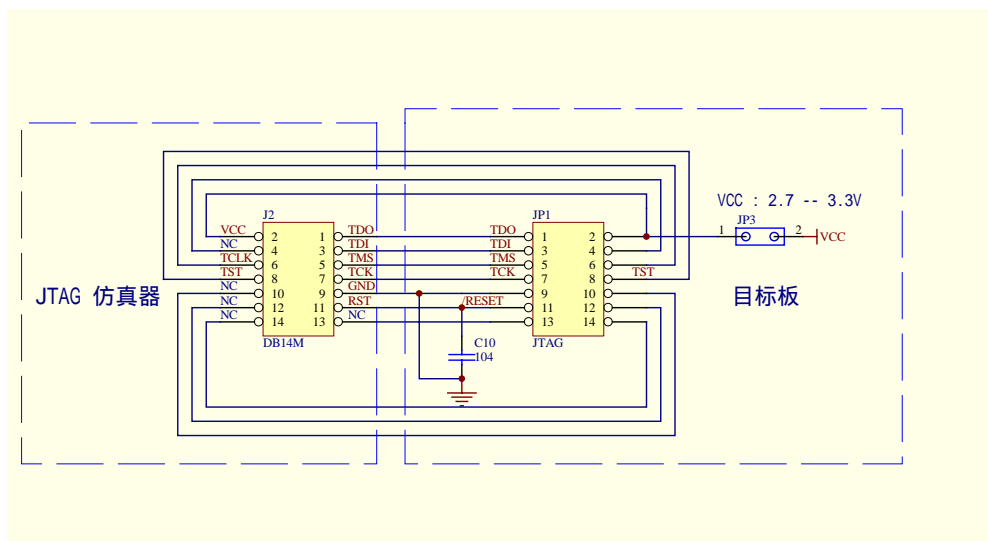 VCC : 2.7 -- 3.3V
J2 JP1 JP3
VCC 2 1 TDO TDO 1 2 1 2 VCC
NC 4 3 TDI TDI 3 4
TCLK 6 5 TMS TMS 5 6
TST 8 7 TCK TCK 7 8 TST
NC 10 9 GND 9 10
JTAG 仿真器 目标板
NC 12 11 RST /RESET 11 12
NC 14 13 NC 13 14
DB14M C10 JTAG
104